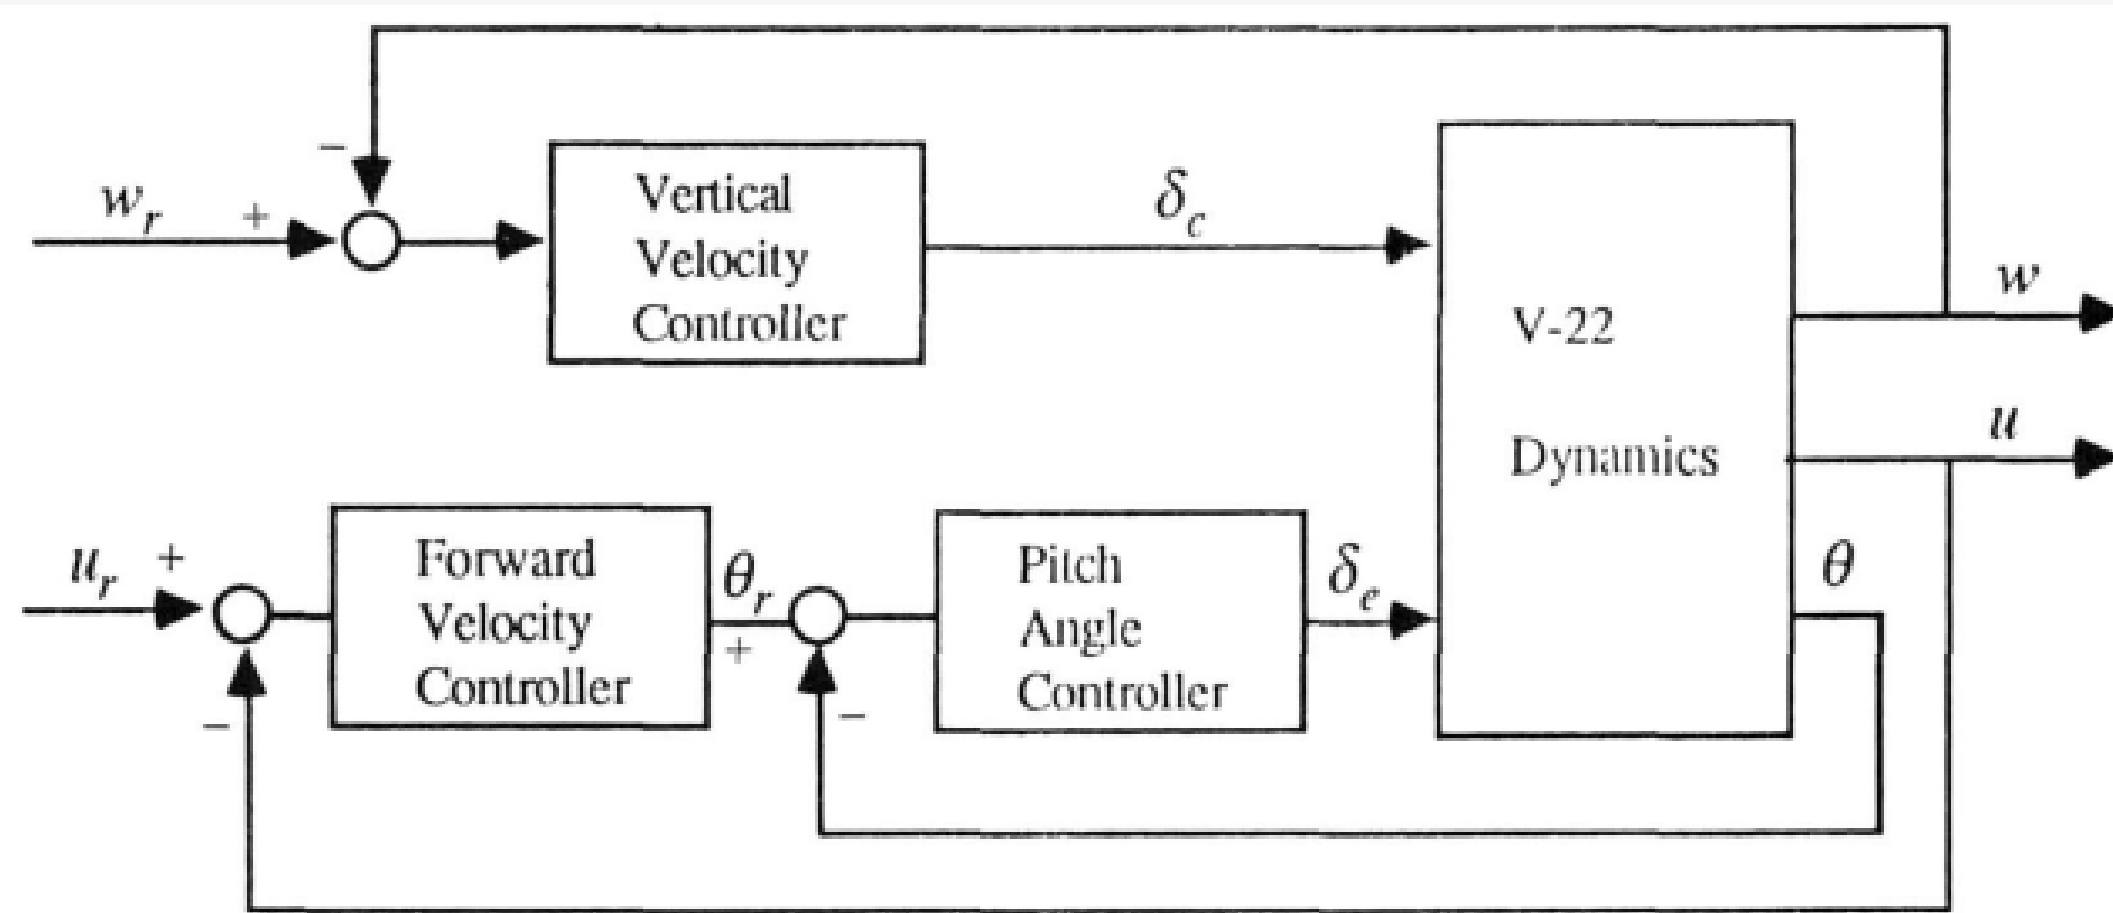 −
w_r
+
Vertical
Velocity
Controller
δ_c
V-22
Dynamics
w
u
θ
u_r
+
−
Forward
Velocity
Controller
θ_r
+
−
Pitch
Angle
Controller
δ_e